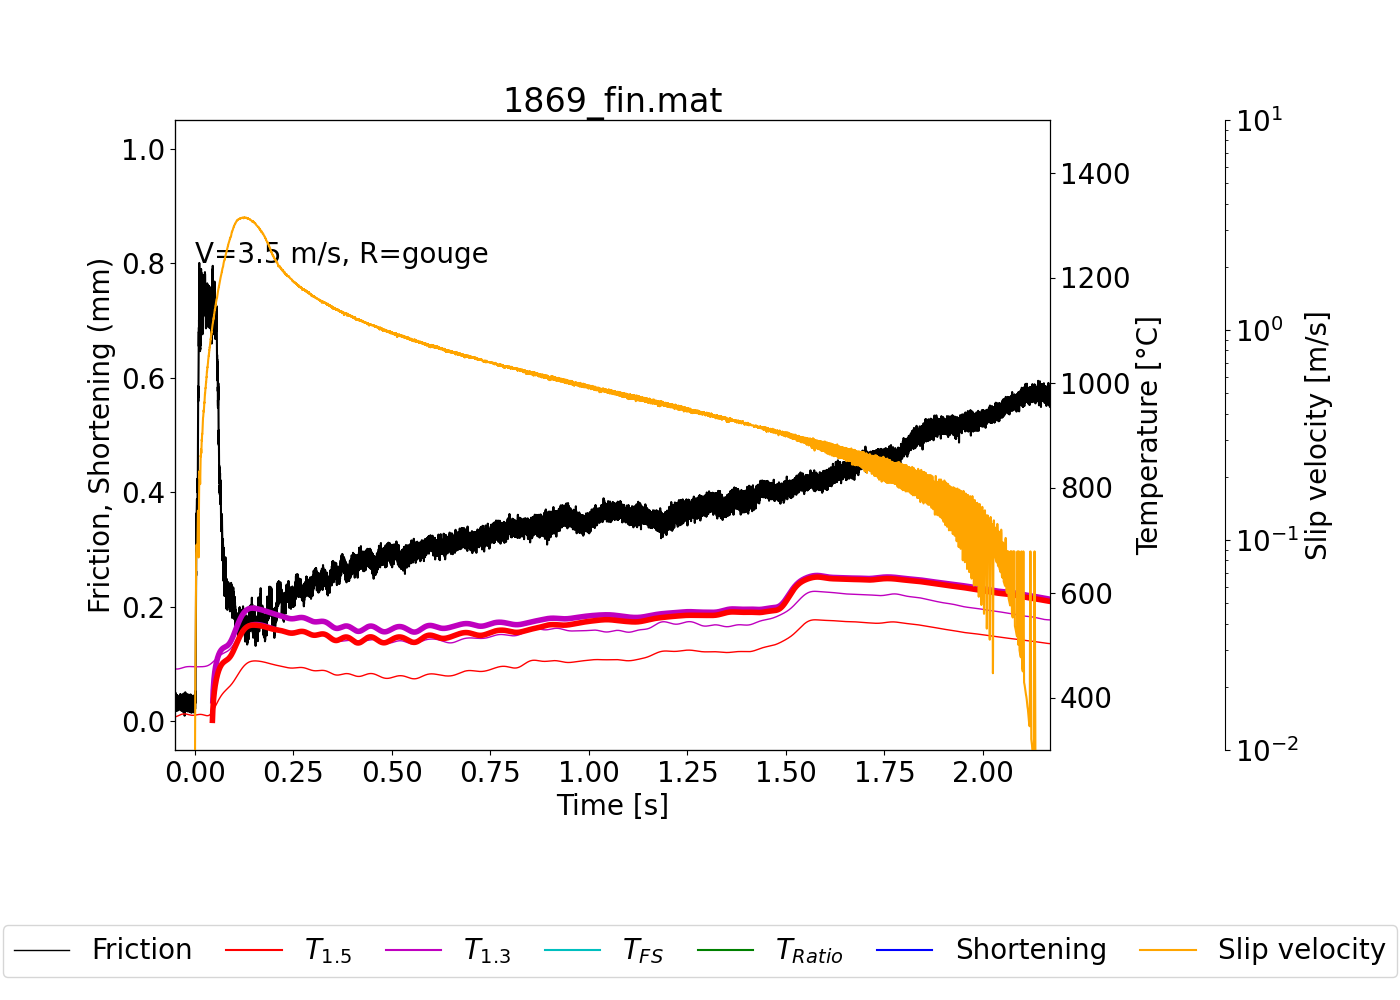 1869_fin.mat
V=3.5 m/s, R=gouge
Friction, Shortening (mm)
1.0
0.8
0.6
0.4
0.2
0.0
0.00 0.25 0.50 0.75 1.00 1.25 1.50 1.75 2.00
Time [s]
1400
1200
1000
800
600
400
Temperature [°C]
10¹
10⁰
10⁻¹
10⁻²
Slip velocity [m/s]
Friction T₁.₅ T₁.₃ T_FS T_Ratio Shortening Slip velocity